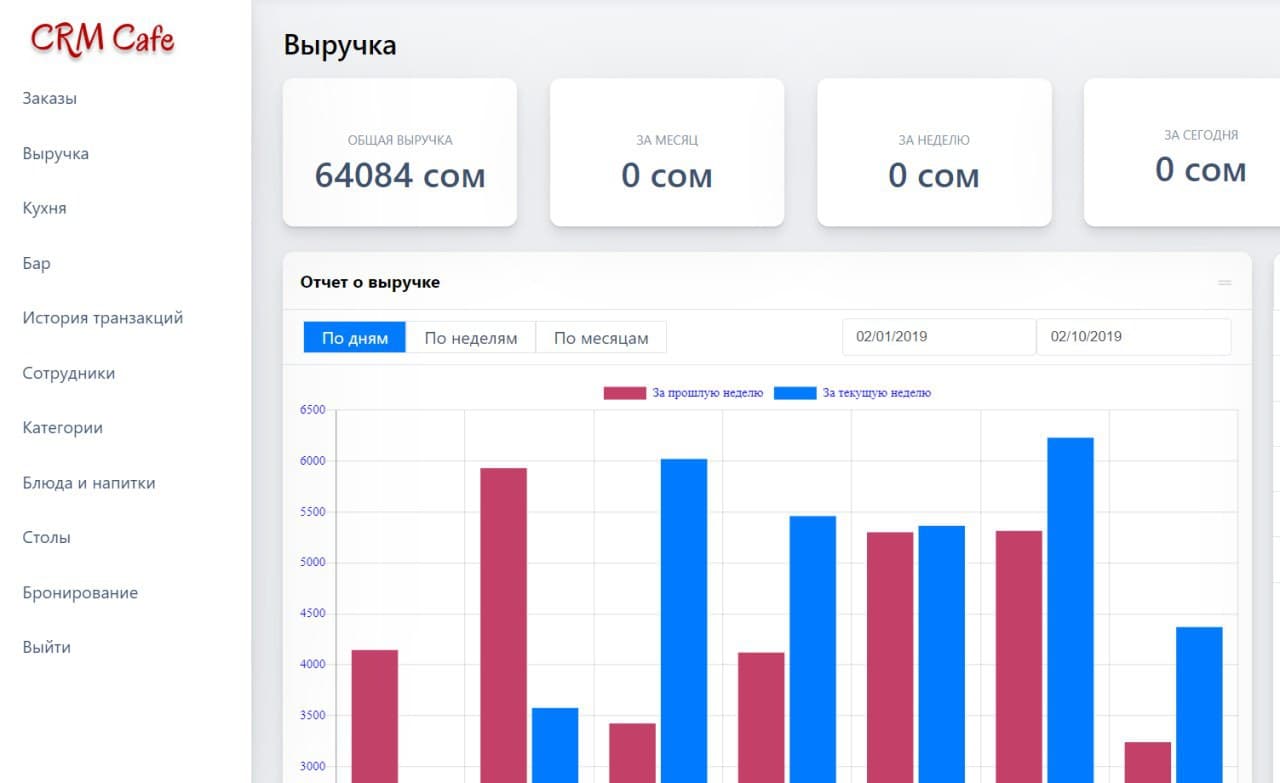 CRM Cafe
Заказы
Выручка
Кухня
Бар
История транзакций
Сотрудники
Категории
Блюда и напитки
Столы
Бронирование
Выйти
Выручка
ОБЩАЯ ВЫРУЧКА
64084 сом
ЗА МЕСЯЦ
0 сом
ЗА НЕДЕЛЮ
0 сом
ЗА СЕГОДНЯ
0 сом
Отчет о выручке
По дням По неделям По месяцам 02/01/2019 02/10/2019
За прошлую неделю За текущую неделю
6500
6000
5500
5000
4500
4000
3500
3000